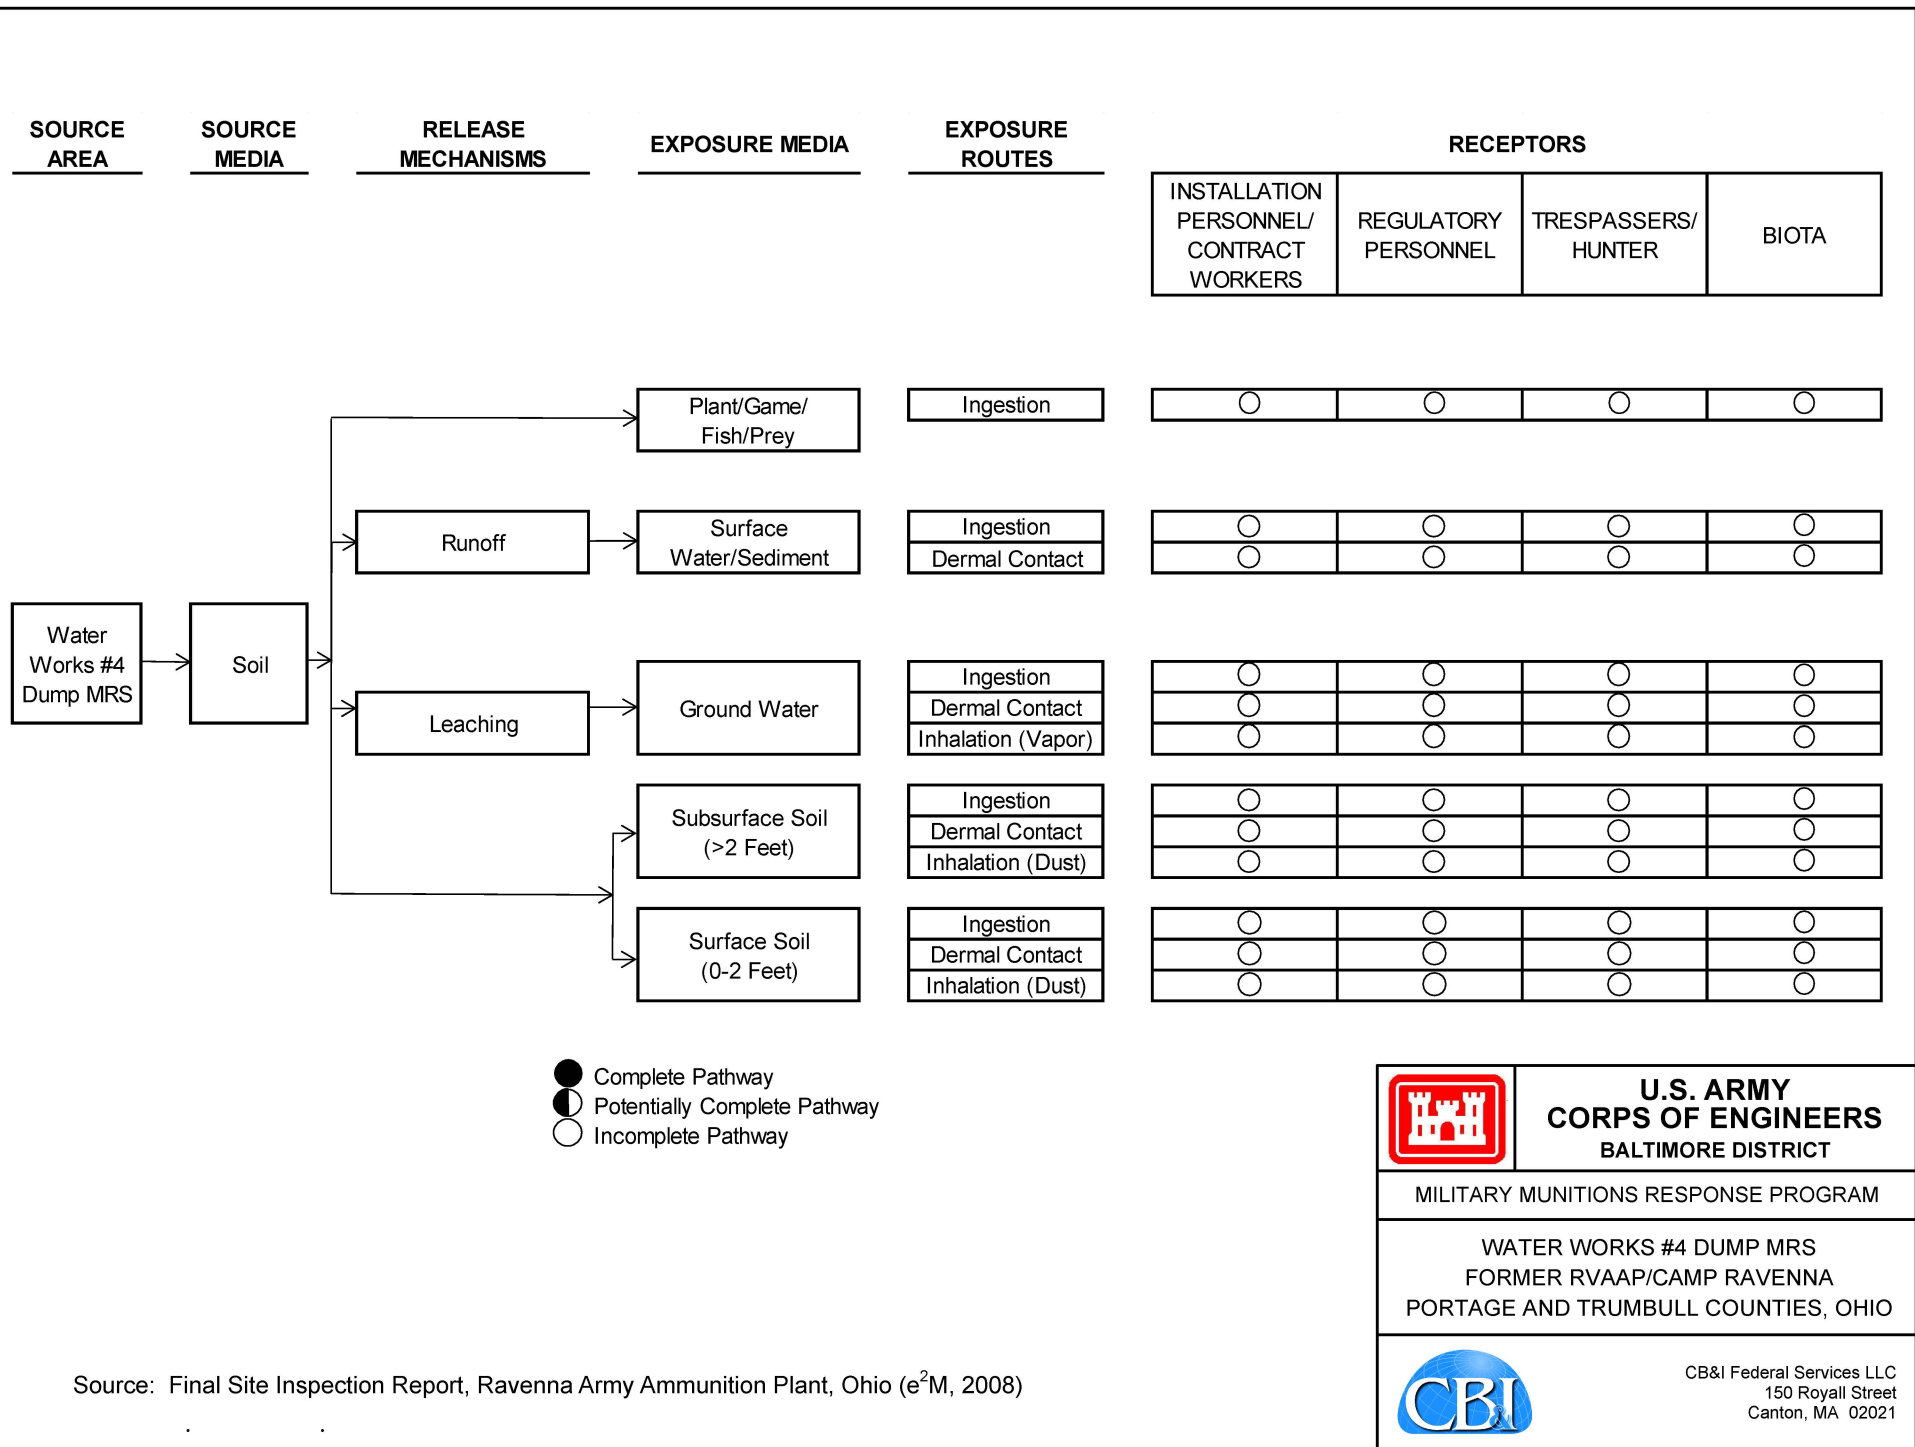 SOURCE
AREA
SOURCE
MEDIA
RELEASE
MECHANISMS
EXPOSURE MEDIA
EXPOSURE
ROUTES
RECEPTORS
INSTALLATION
PERSONNEL/
CONTRACT
WORKERS
REGULATORY
PERSONNEL
TRESPASSERS/
HUNTER
BIOTA
Plant/Game/
Fish/Prey
Ingestion
Runoff
Surface
Water/Sediment
Ingestion
Dermal Contact
Water
Works #4
Dump MRS
Soil
Leaching
Ground Water
Ingestion
Dermal Contact
Inhalation (Vapor)
Subsurface Soil
(>2 Feet)
Ingestion
Dermal Contact
Inhalation (Dust)
Surface Soil
(0-2 Feet)
Ingestion
Dermal Contact
Inhalation (Dust)
Complete Pathway
Potentially Complete Pathway
Incomplete Pathway
U.S. ARMY
CORPS OF ENGINEERS
BALTIMORE DISTRICT
MILITARY MUNITIONS RESPONSE PROGRAM
WATER WORKS #4 DUMP MRS
FORMER RVAAP/CAMP RAVENNA
PORTAGE AND TRUMBULL COUNTIES, OHIO
Source: Final Site Inspection Report, Ravenna Army Ammunition Plant, Ohio (e²M, 2008)
CB&I
CB&I Federal Services LLC
150 Royall Street
Canton, MA 02021